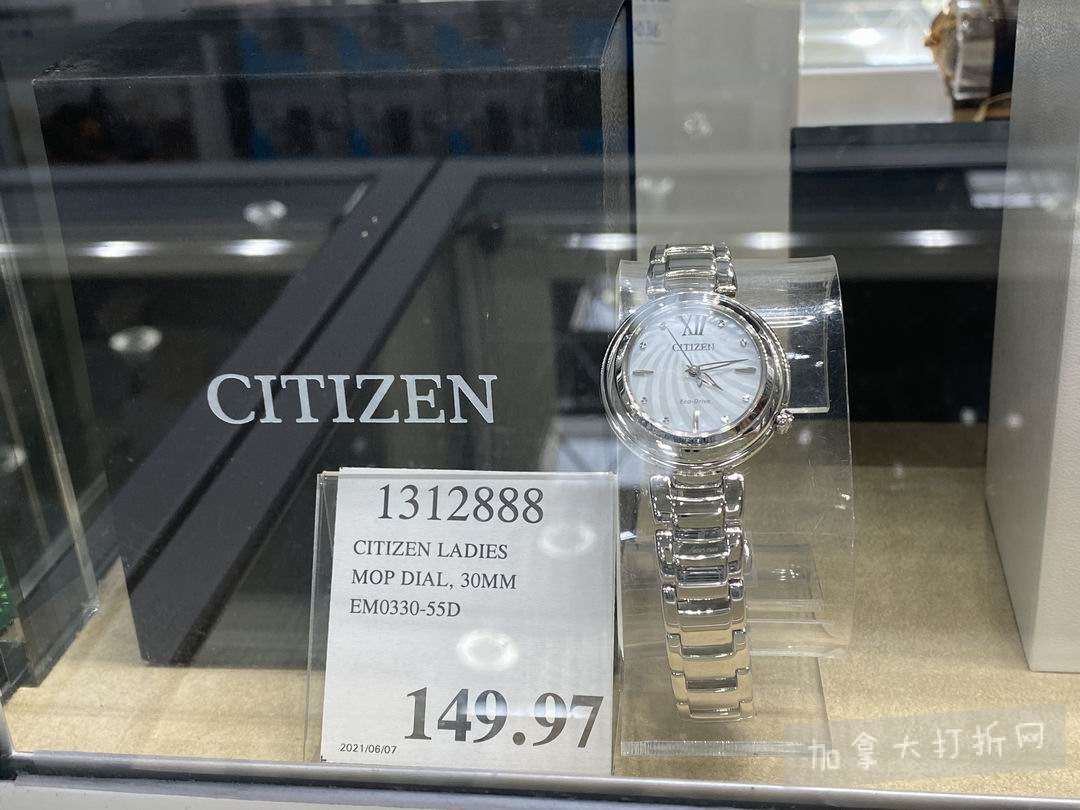 XII
CITIZEN
Eco-Drive
CITIZEN
1312888
CITIZEN LADIES
MOP DIAL, 30MM
EM0330-55D
149.97
2021/06/07
加拿大打折网